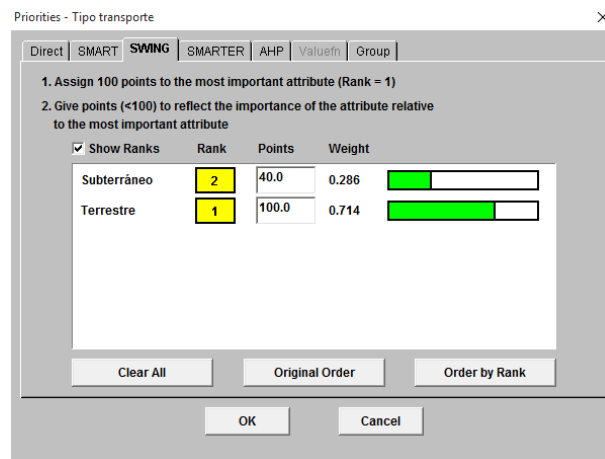 Priorities - Tipo transporte
Direct SMART SWING SMARTER AHP Valuefn Group
1. Assign 100 points to the most important attribute (Rank = 1)
2. Give points (<100) to reflect the importance of the attribute relative
to the most important attribute
Show Ranks Rank Points Weight
Subterráneo 2 40.0 0.286
Terrestre 1 100.0 0.714
Clear All Original Order Order by Rank
OK Cancel